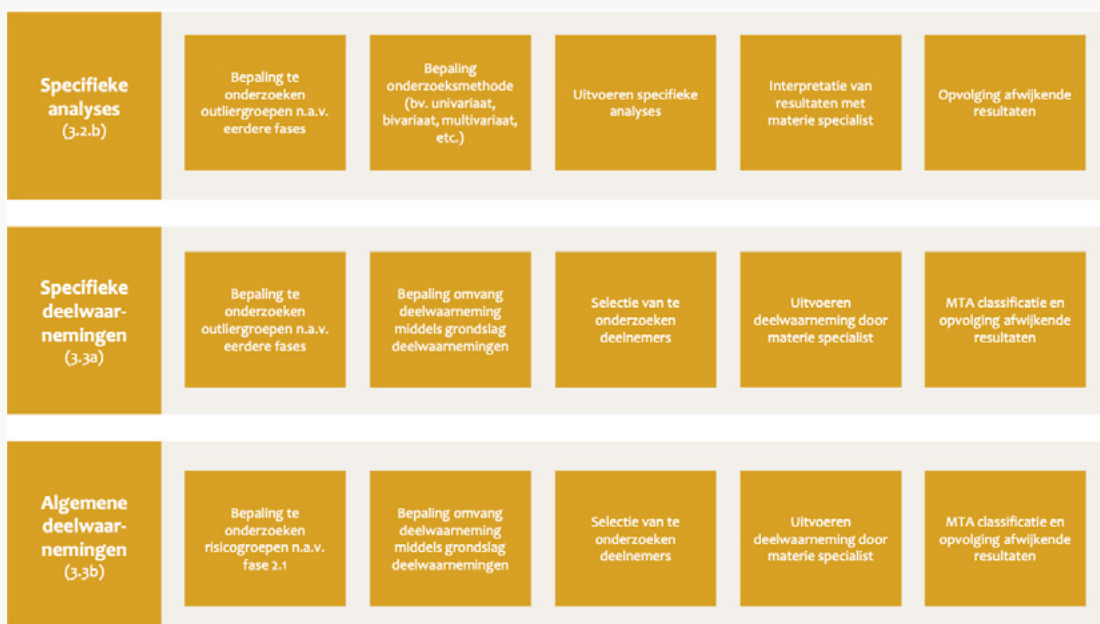 Specifieke
analyses
(3.2.b)
Bepaling te
onderzoeken
outliergroepen n.a.v.
eerdere fases
Bepaling
onderzoeksmethode
(bv. univariaat,
bivariaat, multivariaat,
etc.)
Uitvoeren specifieke
analyses
Interpretatie van
resultaten met
materie specialist
Opvolging afwijkende
resultaten
Specifieke
deelwaar-
nemingen
(3.3a)
Bepaling te
onderzoeken
outliergroepen n.a.v.
eerdere fases
Bepaling omvang
deelwaarneming
middels grondslag
deelwaarnemingen
Selectie van te
onderzoeken
deelnemers
Uitvoeren
deelwaarneming door
materie specialist
MTA classificatie en
opvolging afwijkende
resultaten
Algemene
deelwaar-
nemingen
(3.3b)
Bepaling te
onderzoeken
risicogroepen n.a.v.
fase 2.1
Bepaling omvang
deelwaarneming
middels grondslag
deelwaarnemingen
Selectie van te
onderzoeken
deelnemers
Uitvoeren
deelwaarneming door
materie specialist
MTA classificatie en
opvolging afwijkende
resultaten